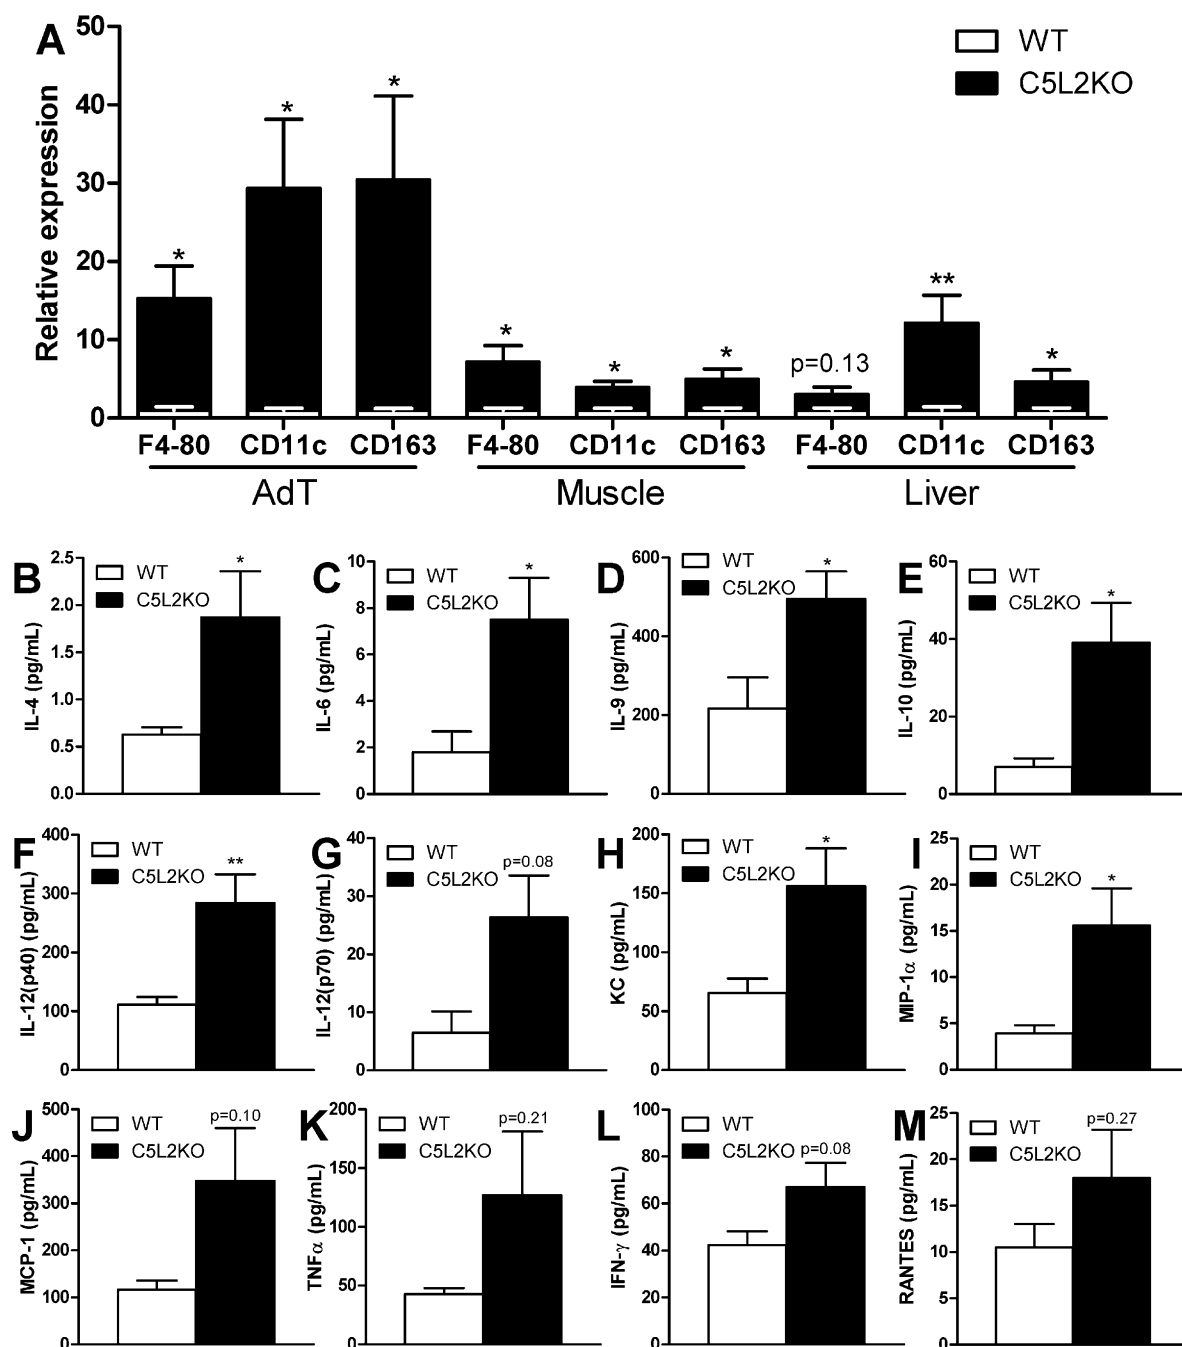 A
Relative expression
50
40
30
20
10
0
WT
C5L2KO
* * * * * * p=0.13 ** *
F4-80 CD11c CD163 F4-80 CD11c CD163 F4-80 CD11c CD163
AdT Muscle Liver
B
IL-4 (pg/mL)
2.5
2.0
1.5
1.0
0.5
0.0
WT
C5L2KO
*
C
IL-6 (pg/mL)
10
8
6
4
2
0
WT
C5L2KO
*
D
IL-9 (pg/mL)
600
400
200
0
WT
C5L2KO
*
E
IL-10 (pg/mL)
60
40
20
0
WT
C5L2KO
*
F
IL-12(p40) (pg/mL)
400
300
200
100
0
WT
C5L2KO
**
G
IL-12(p70) (pg/mL)
40
30
20
10
0
WT
C5L2KO
p=0.08
H
KC (pg/mL)
200
150
100
50
0
WT
C5L2KO
*
I
MIP-1α (pg/mL)
25
20
15
10
5
0
WT
C5L2KO
*
J
MCP-1 (pg/mL)
500
400
300
200
100
0
WT
C5L2KO
p=0.10
K
TNFα (pg/mL)
200
150
100
50
0
WT
C5L2KO
p=0.21
L
IFN-γ (pg/mL)
100
80
60
40
20
0
WT
C5L2KO
p=0.08
M
RANTES (pg/mL)
25
20
15
10
5
0
WT
C5L2KO
p=0.27